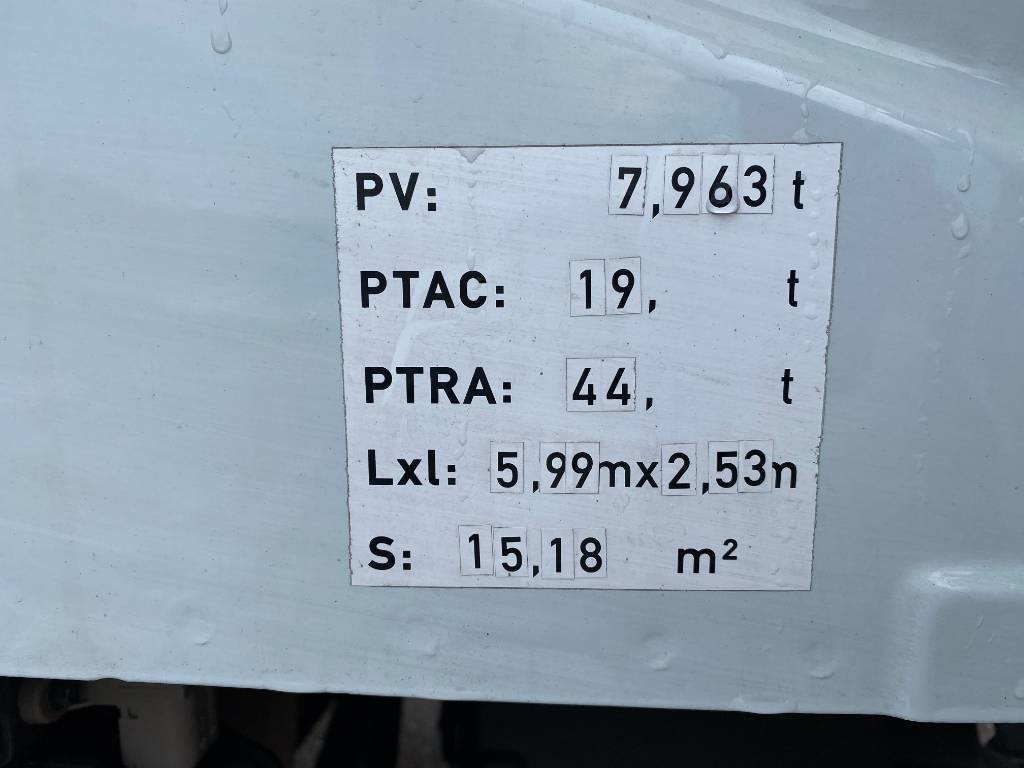 PV: 7,963 t
PTAC: 19, t
PTRA: 44, t
Lxl: 5,99mx2,53n
S: 15,18 m²